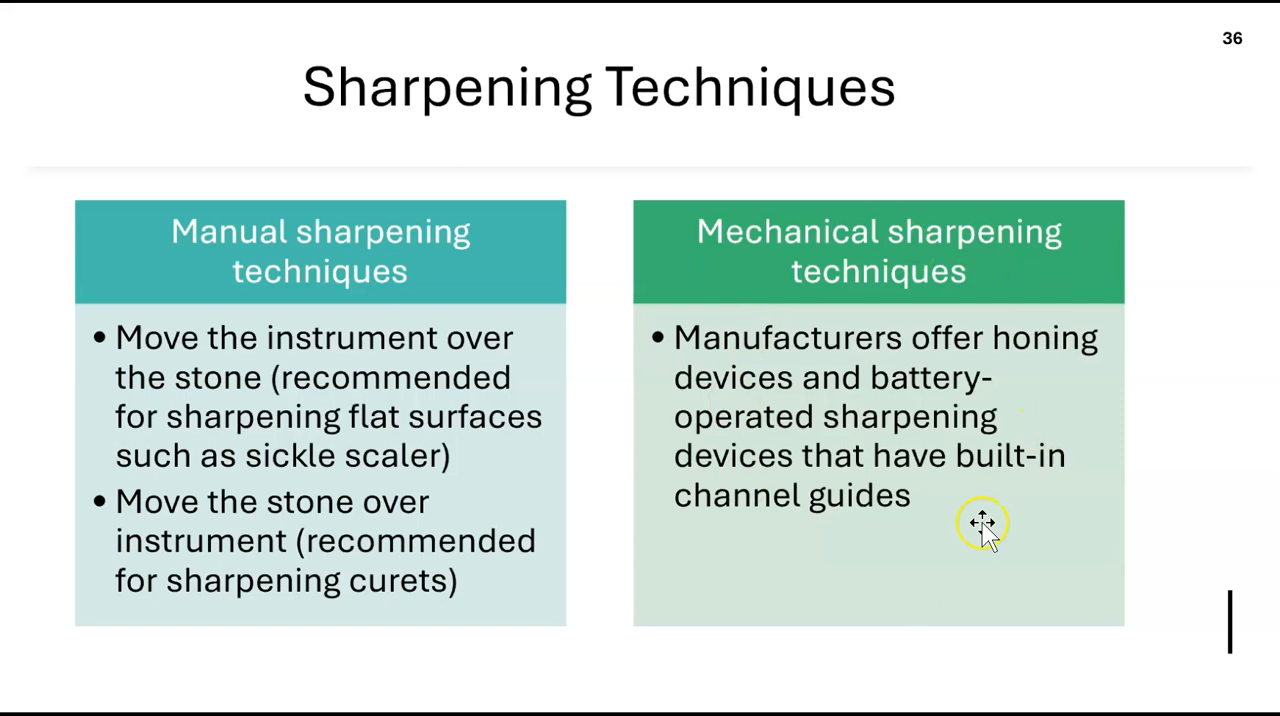 36
Sharpening Techniques
Manual sharpening
techniques
• Move the instrument over
the stone (recommended
for sharpening flat surfaces
such as sickle scaler)
• Move the stone over
instrument (recommended
for sharpening curets)
Mechanical sharpening
techniques
• Manufacturers offer honing
devices and battery-
operated sharpening
devices that have built-in
channel guides